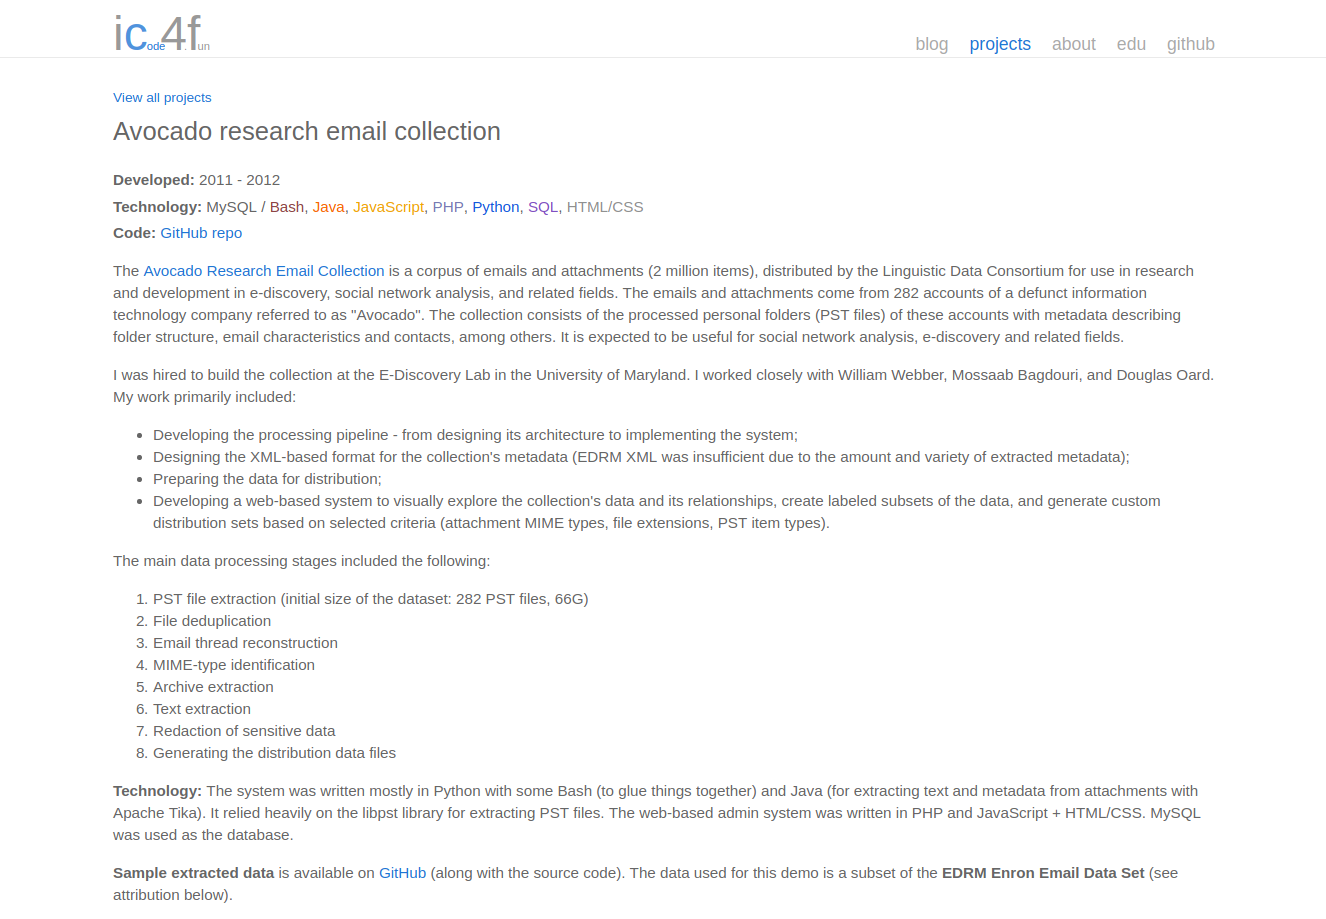 icode4.fun
blog projects about edu github
View all projects
Avocado research email collection
Developed: 2011 - 2012
Technology: MySQL / Bash, Java, JavaScript, PHP, Python, SQL, HTML/CSS
Code: GitHub repo
The Avocado Research Email Collection is a corpus of emails and attachments (2 million items), distributed by the Linguistic Data Consortium for use in research
and development in e-discovery, social network analysis, and related fields. The emails and attachments come from 282 accounts of a defunct information
technology company referred to as "Avocado". The collection consists of the processed personal folders (PST files) of these accounts with metadata describing
folder structure, email characteristics and contacts, among others. It is expected to be useful for social network analysis, e-discovery and related fields.
I was hired to build the collection at the E-Discovery Lab in the University of Maryland. I worked closely with William Webber, Mossaab Bagdouri, and Douglas Oard.
My work primarily included:
• Developing the processing pipeline - from designing its architecture to implementing the system;
• Designing the XML-based format for the collection's metadata (EDRM XML was insufficient due to the amount and variety of extracted metadata);
• Preparing the data for distribution;
• Developing a web-based system to visually explore the collection's data and its relationships, create labeled subsets of the data, and generate custom
distribution sets based on selected criteria (attachment MIME types, file extensions, PST item types).
The main data processing stages included the following:
1. PST file extraction (initial size of the dataset: 282 PST files, 66G)
2. File deduplication
3. Email thread reconstruction
4. MIME-type identification
5. Archive extraction
6. Text extraction
7. Redaction of sensitive data
8. Generating the distribution data files
Technology: The system was written mostly in Python with some Bash (to glue things together) and Java (for extracting text and metadata from attachments with
Apache Tika). It relied heavily on the libpst library for extracting PST files. The web-based admin system was written in PHP and JavaScript + HTML/CSS. MySQL
was used as the database.
Sample extracted data is available on GitHub (along with the source code). The data used for this demo is a subset of the EDRM Enron Email Data Set (see
attribution below).